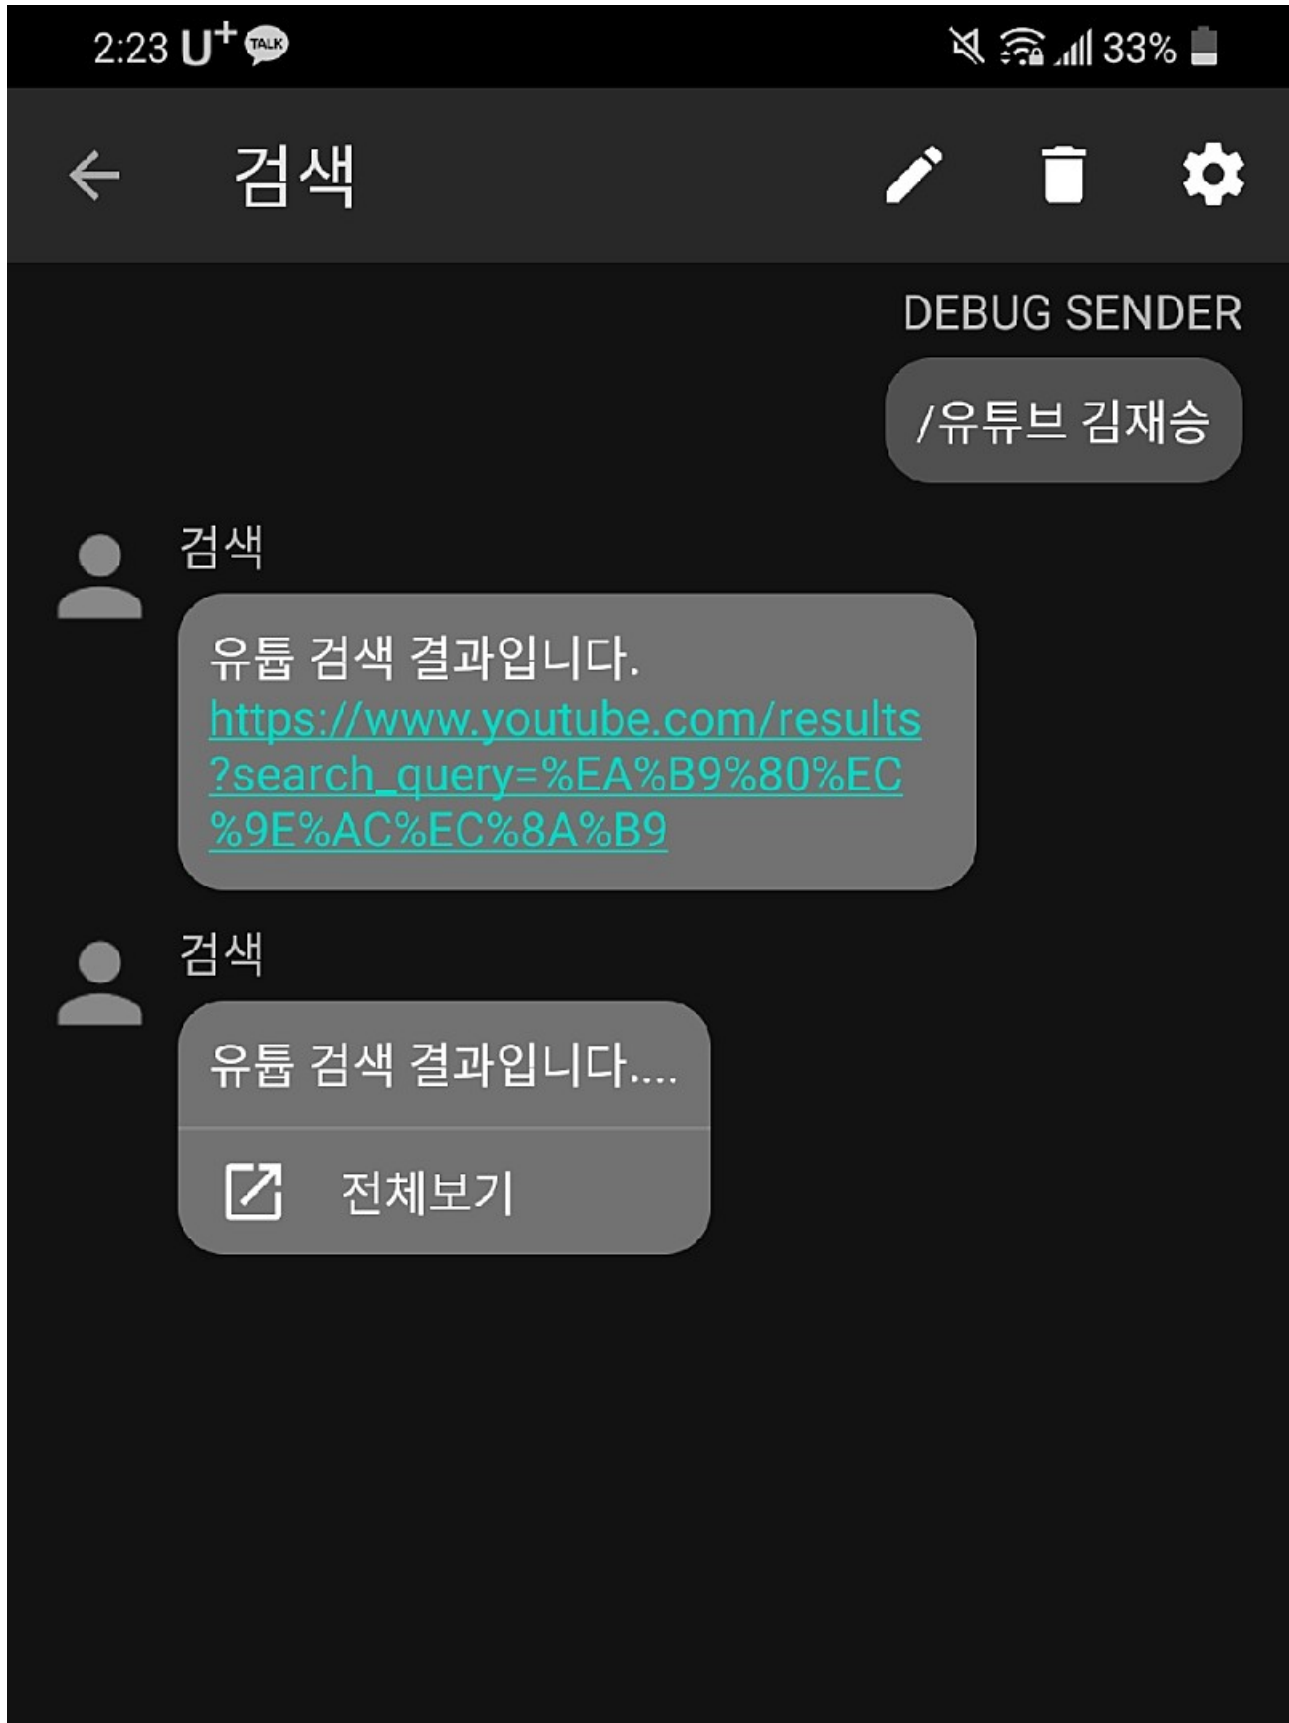 2:23 U+ TALK 33%
검색
DEBUG SENDER
/유튜브 김재승
검색
유튭 검색 결과입니다.
https://www.youtube.com/results
?search_query=%EA%B9%80%EC
%9E%AC%EC%8A%B9
검색
유튭 검색 결과입니다....
전체보기